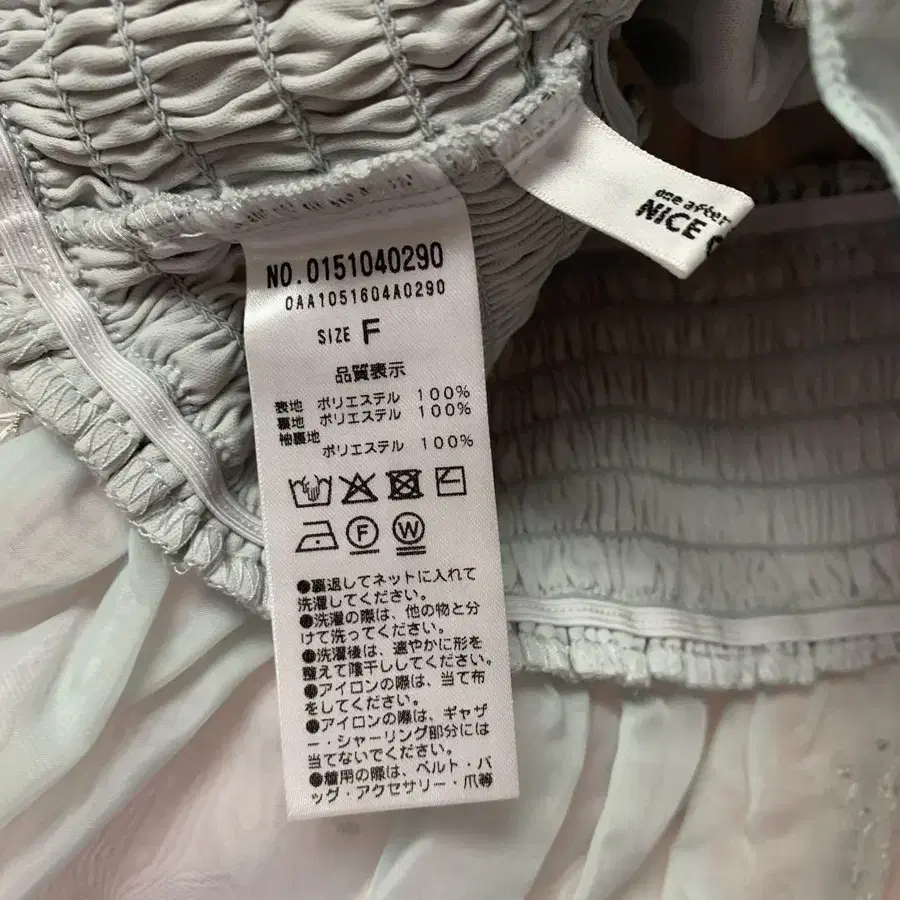 one after
NICE
NO.0151040290
0AA1051604A0290
SIZE F
品質表示
表地 ポリエステル 100%
裏地 ポリエステル 100%
袖裏地
ポリエステル 100%
F W
●裏返してネットに入れて
洗濯してください。
●洗濯の際は、他の物と分
けて洗ってください。
●洗濯後は、速やかに形を
整えて陰干ししてください。
●アイロンの際は、当て布
をしてください。
●アイロンの際は、ギャザ
ー・シャーリング部分には
当てないでください。
●着用の際は、ベルト・バ
ッグ・アクセサリー・爪等